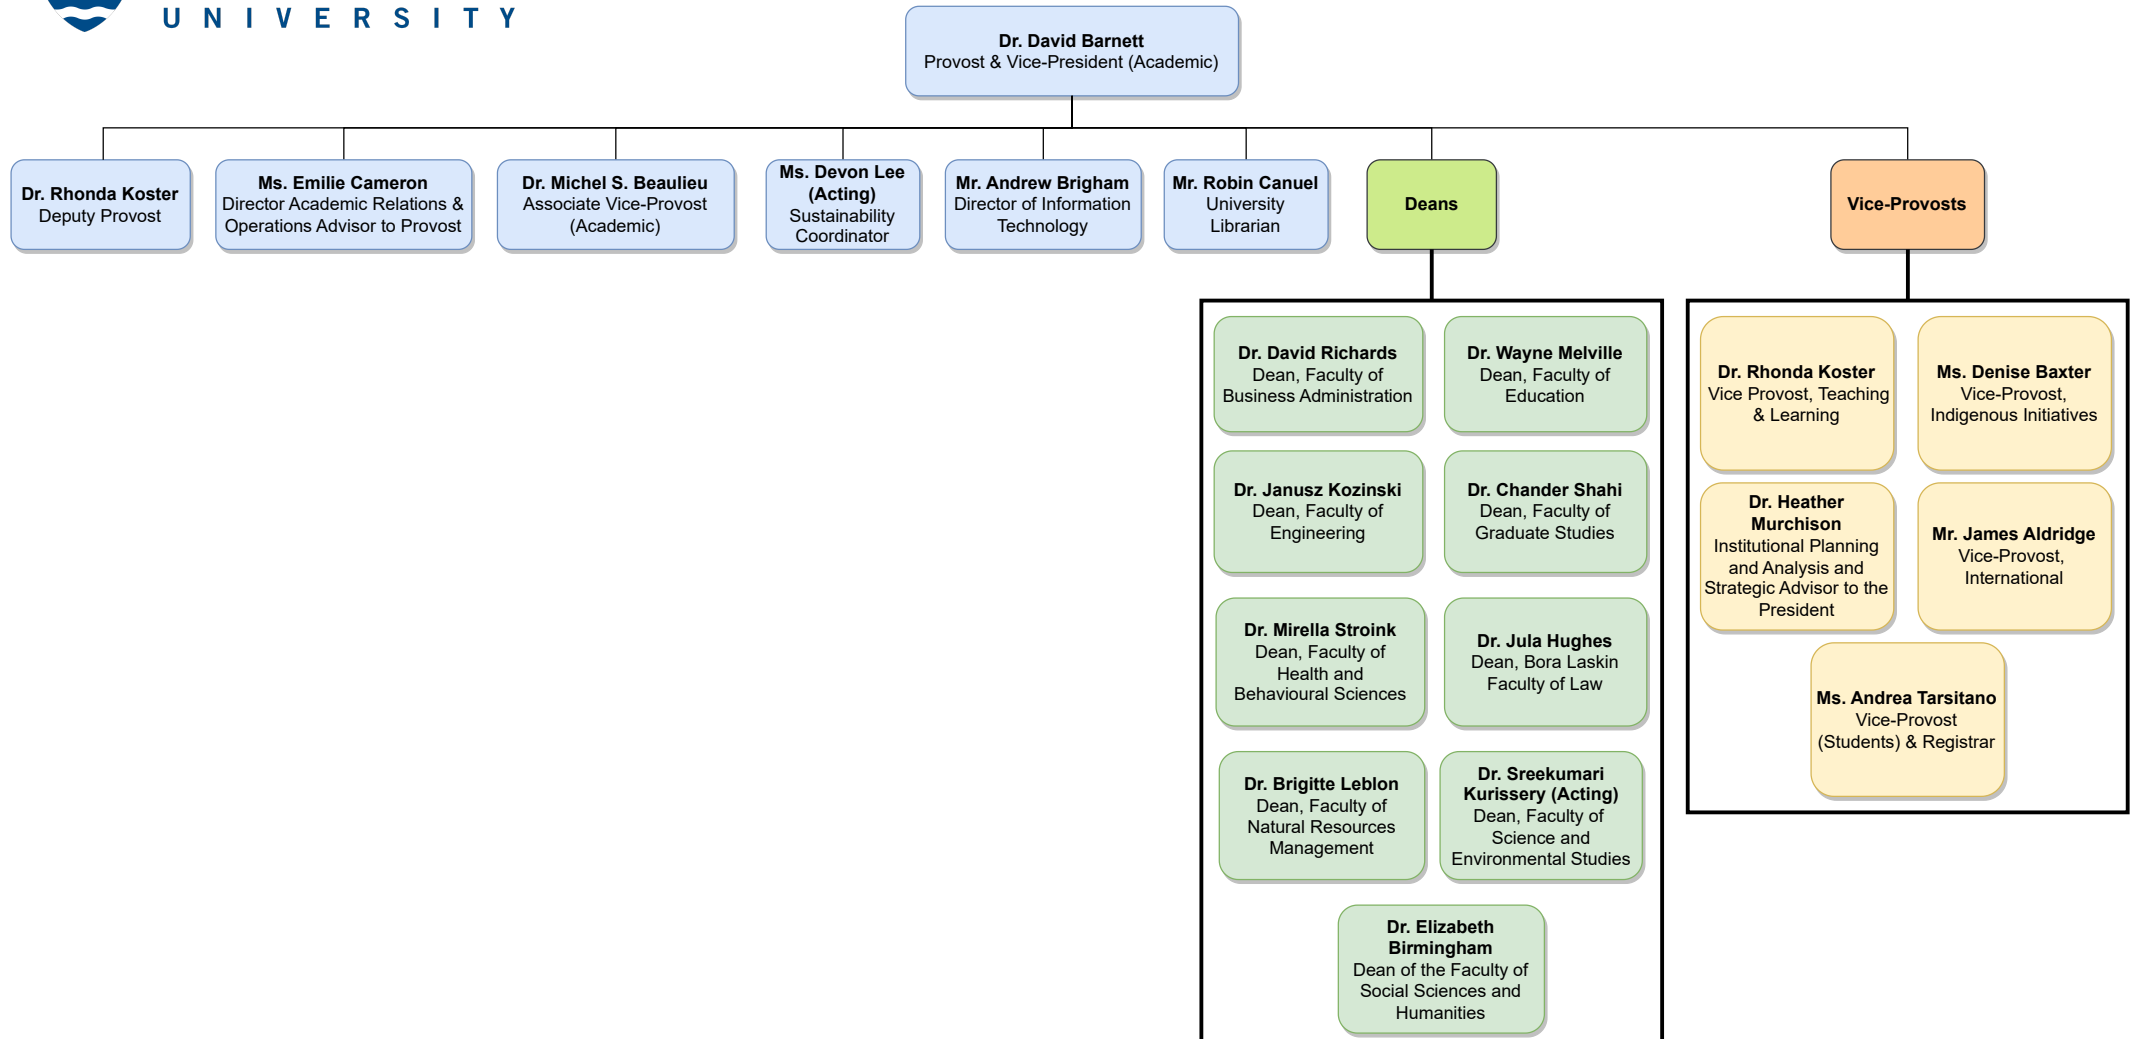 UNIVERSITY
Dr. David Barnett
Provost & Vice-President (Academic)
Dr. Rhonda Koster
Deputy Provost
Ms. Emilie Cameron
Director Academic Relations &
Operations Advisor to Provost
Dr. Michel S. Beaulieu
Associate Vice-Provost
(Academic)
Ms. Devon Lee
(Acting)
Sustainability
Coordinator
Mr. Andrew Brigham
Director of Information
Technology
Mr. Robin Canuel
University
Librarian
Deans
Vice-Provosts
Dr. David Richards
Dean, Faculty of
Business Administration
Dr. Wayne Melville
Dean, Faculty of
Education
Dr. Janusz Kozinski
Dean, Faculty of
Engineering
Dr. Chander Shahi
Dean, Faculty of
Graduate Studies
Dr. Mirella Stroink
Dean, Faculty of
Health and
Behavioural Sciences
Dr. Jula Hughes
Dean, Bora Laskin
Faculty of Law
Dr. Brigitte Leblon
Dean, Faculty of
Natural Resources
Management
Dr. Sreekumari
Kurissery (Acting)
Dean, Faculty of
Science and
Environmental Studies
Dr. Elizabeth
Birmingham
Dean of the Faculty of
Social Sciences and
Humanities
Dr. Rhonda Koster
Vice Provost, Teaching
& Learning
Ms. Denise Baxter
Vice-Provost,
Indigenous Initiatives
Dr. Heather
Murchison
Institutional Planning
and Analysis and
Strategic Advisor to the
President
Mr. James Aldridge
Vice-Provost,
International
Ms. Andrea Tarsitano
Vice-Provost
(Students) & Registrar